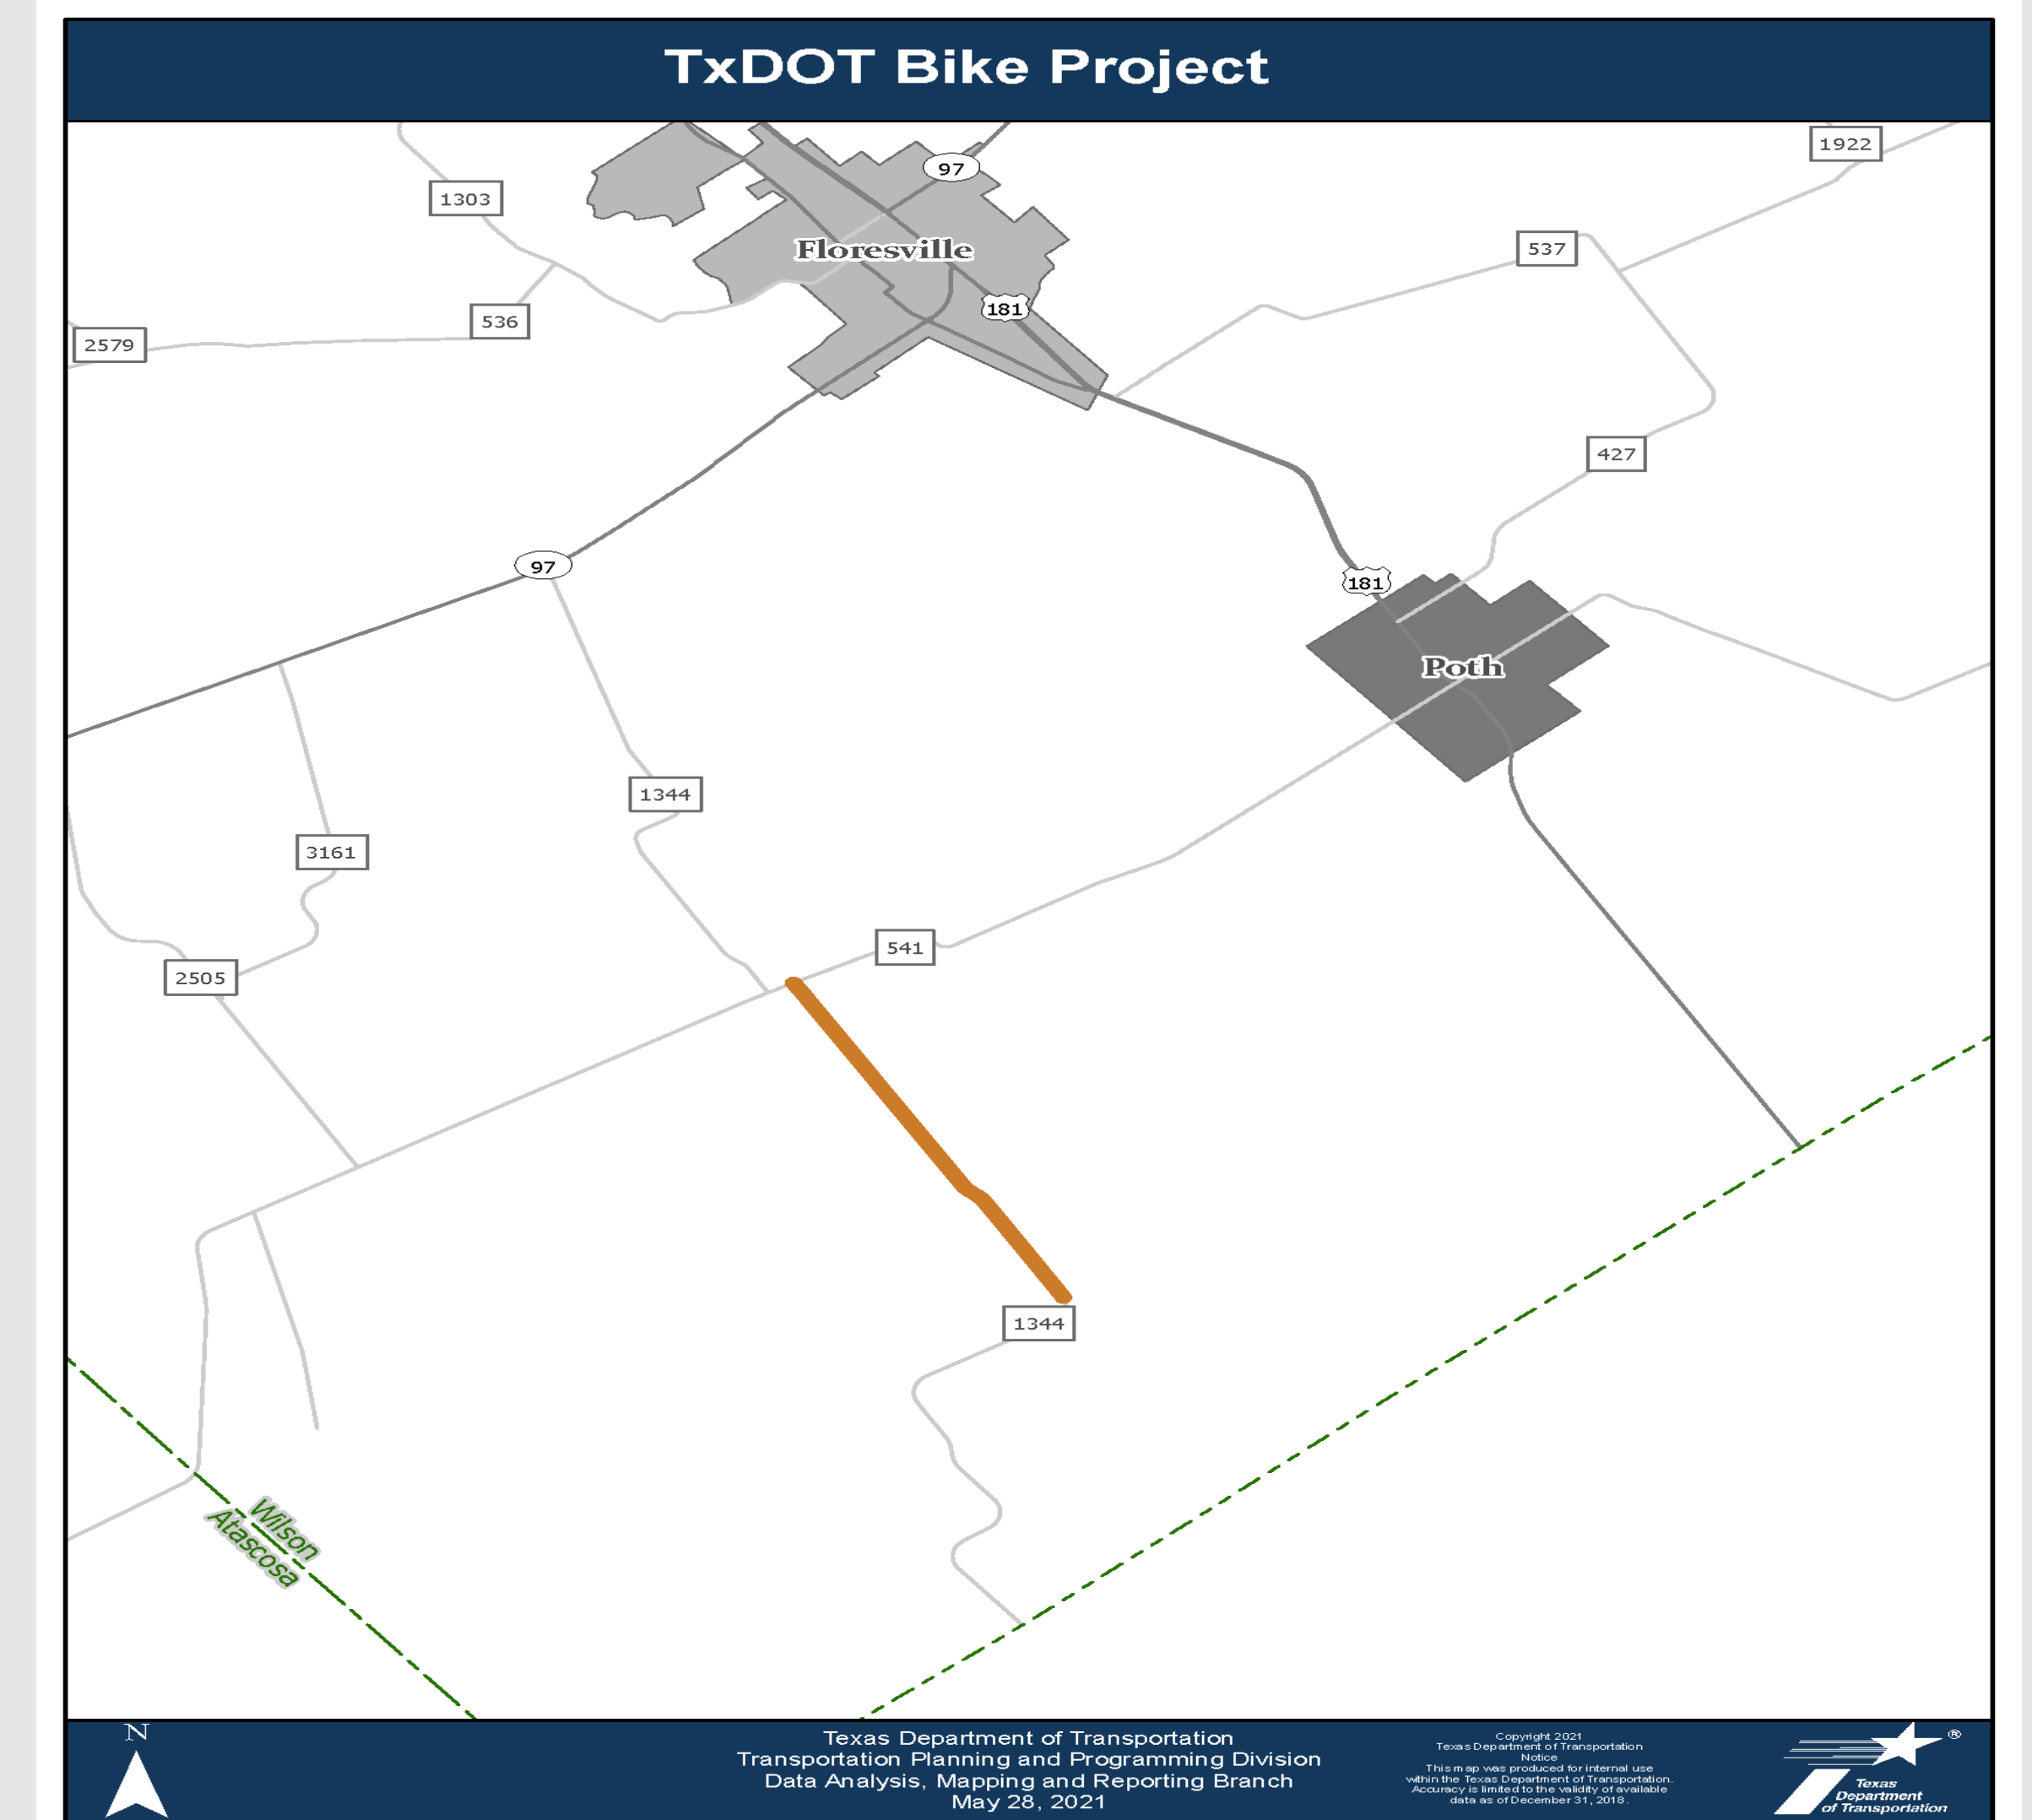 TxDOT Bike Project
97
1922
1303
537
Floresville
181
536
2579
427
97
181
Poth
1344
3161
541
2505
1344
Wilson
Atascosa
N
Texas Department of Transportation
Transportation Planning and Programming Division
Data Analysis, Mapping and Reporting Branch
May 28, 2021
Copyright 2021
Texas Department of Transportation
Notice
This map was produced for internal use
within the Texas Department of Transportation.
Accuracy is limited to the validity of available
data as of December 31, 2018.
®
Texas
Department
of Transportation